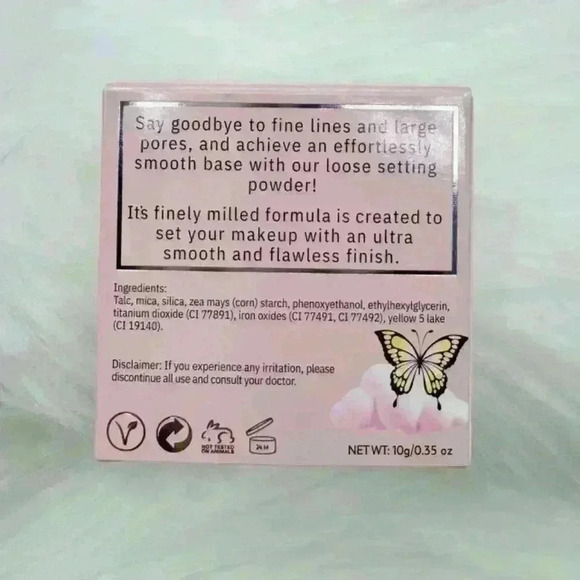 Say goodbye to fine lines and large
pores, and achieve an effortlessly
smooth base with our loose setting
powder!
It's finely milled formula is created to
set your makeup with an ultra
smooth and flawless finish.
Ingredients:
Talc, mica, silica, zea mays (corn) starch, phenoxyethanol, ethylhexylglycerin,
titanium dioxide (CI 77891), iron oxides (CI 77491, CI 77492), yellow 5 lake
(CI 19140).
Disclaimer: If you experience any irritation, please
discontinue all use and consult your doctor.
NOT TESTED
ON ANIMALS
24 M
NET WT: 10g/0.35 oz